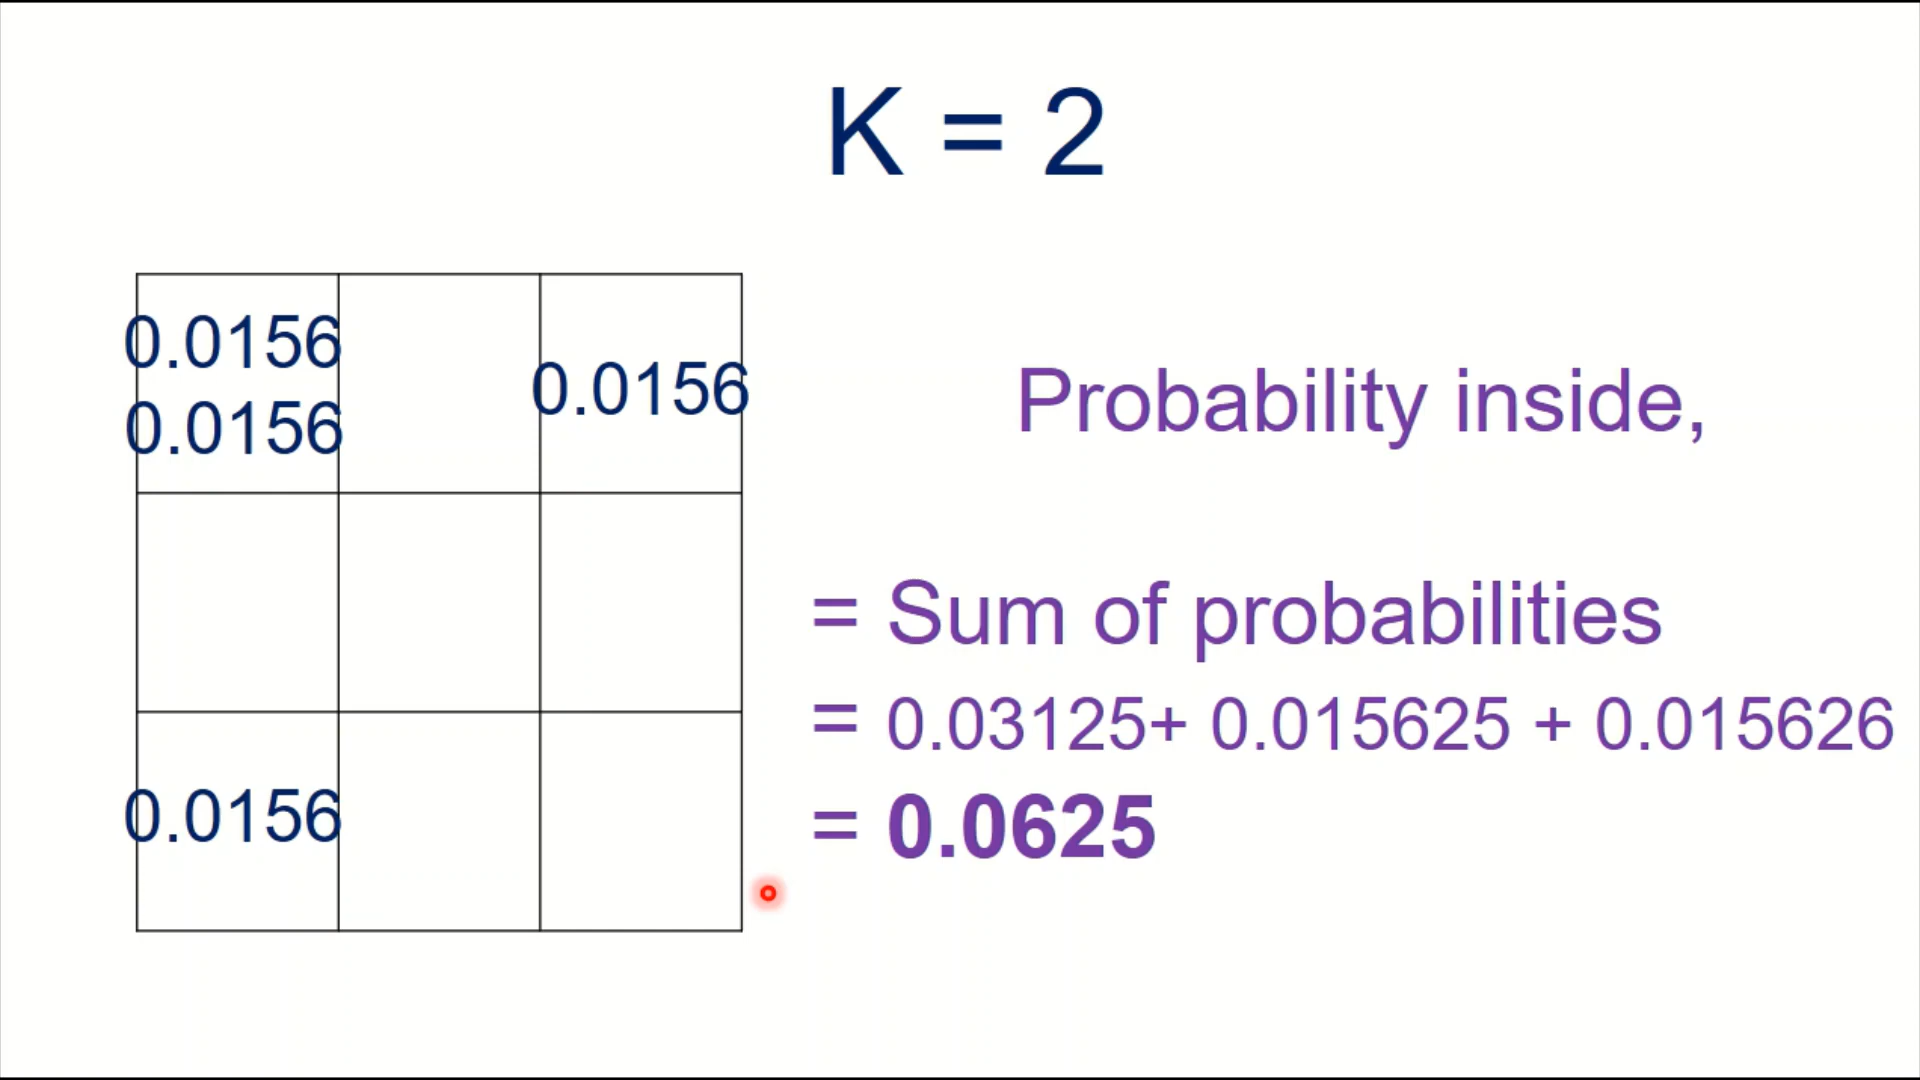 K = 2
0.0156
0.0156
0.0156
0.0156
Probability inside,
= Sum of probabilities
= 0.03125+ 0.015625 + 0.015626
= 0.0625